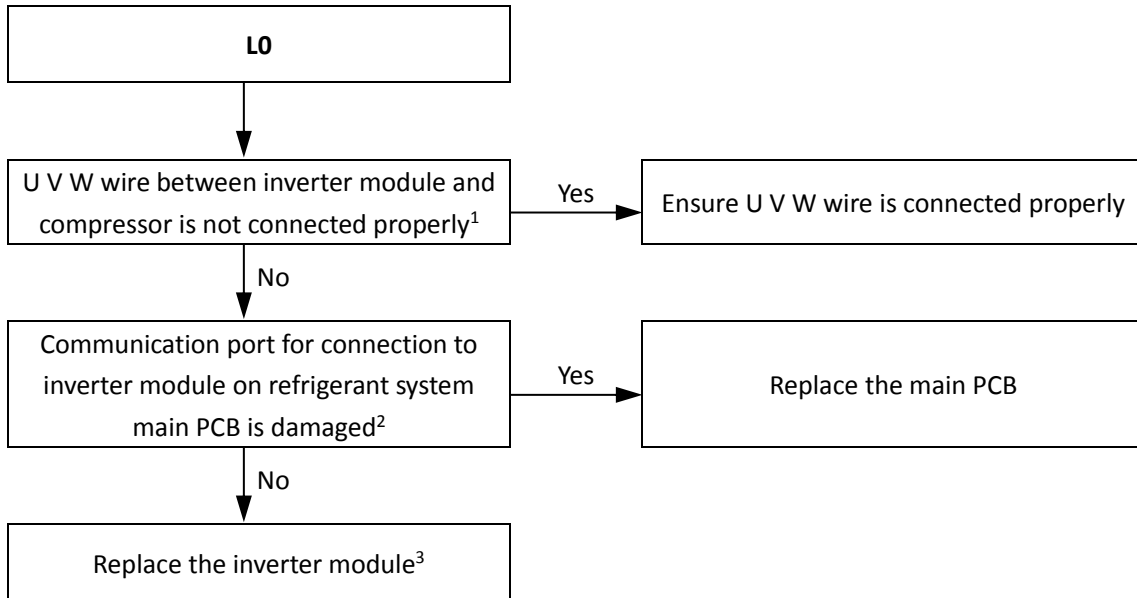 L0
U V W wire between inverter module and
compressor is not connected properly¹
Yes
Ensure U V W wire is connected properly
No
Communication port for connection to
inverter module on refrigerant system
main PCB is damaged²
Yes
Replace the main PCB
No
Replace the inverter module³